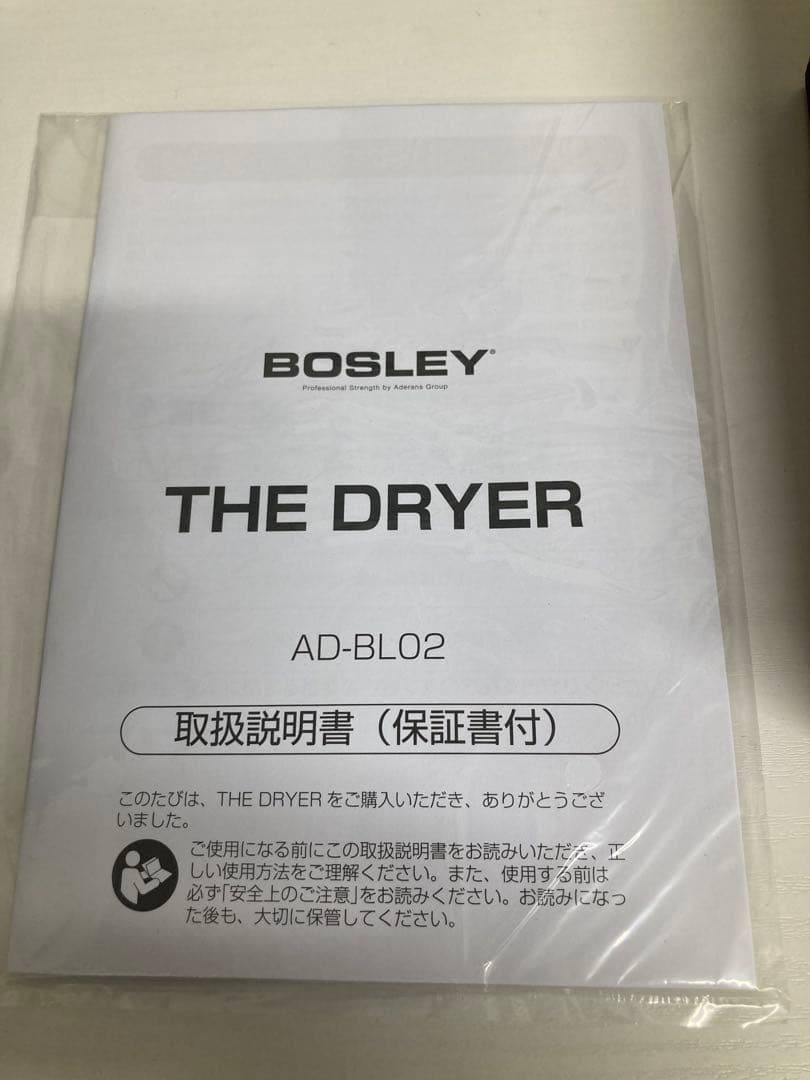 BOSLEY®
Professional Strength by Aderans Group
THE DRYER
AD-BL02
取扱説明書（保証書付）
このたびは、THE DRYER をご購入いただき、ありがとうござ
いました。
ご使用になる前にこの取扱説明書をお読みいただき、正
しい使用方法をご理解ください。また、使用する前は
必ず「安全上のご注意」をお読みください。お読みになっ
た後も、大切に保管してください。